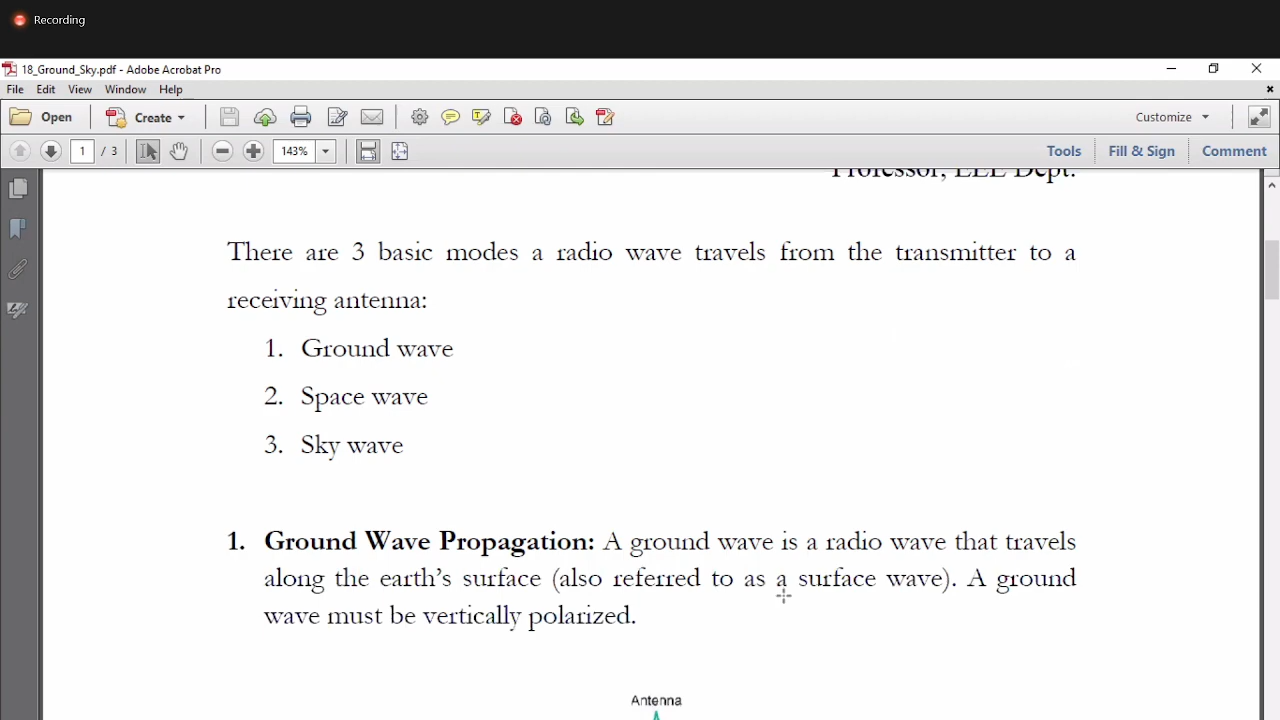 Recording
18_Ground_Sky.pdf - Adobe Acrobat Pro
File Edit View Window Help
Open Create Customize
1 / 3 143% Tools Fill & Sign Comment
Professor, EEE Dept.
There are 3 basic modes a radio wave travels from the transmitter to a
receiving antenna:
1. Ground wave
2. Space wave
3. Sky wave
1. Ground Wave Propagation: A ground wave is a radio wave that travels
along the earth’s surface (also referred to as a surface wave). A ground
wave must be vertically polarized.
Antenna